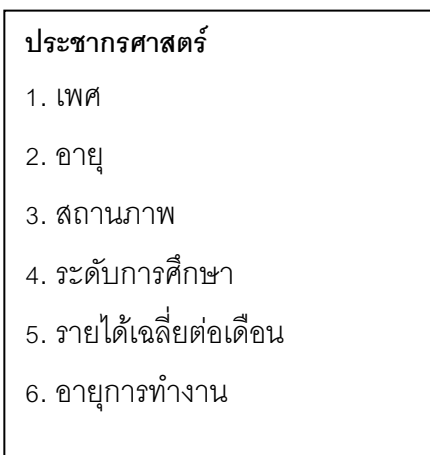 ประชากรศาสตร์
1. เพศ
2. อายุ
3. สถานภาพ
4. ระดับการศึกษา
5. รายได้เฉลี่ยต่อเดือน
6. อายุการทำงาน